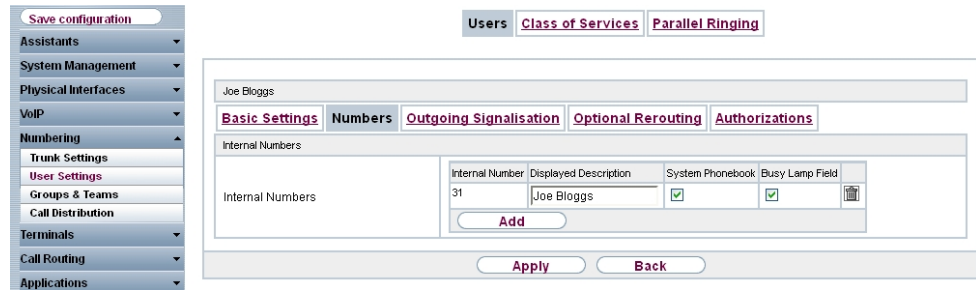 Save configuration
Assistants
System Management
Physical Interfaces
VoIP
Numbering
Trunk Settings
User Settings
Groups & Teams
Call Distribution
Terminals
Call Routing
Applications
Users Class of Services Parallel Ringing
Joe Bloggs
Basic Settings Numbers Outgoing Signalisation Optional Rerouting Authorizations
Internal Numbers
Internal Number Displayed Description System Phonebook Busy Lamp Field
Internal Numbers
31 Joe Bloggs
Add
Apply Back